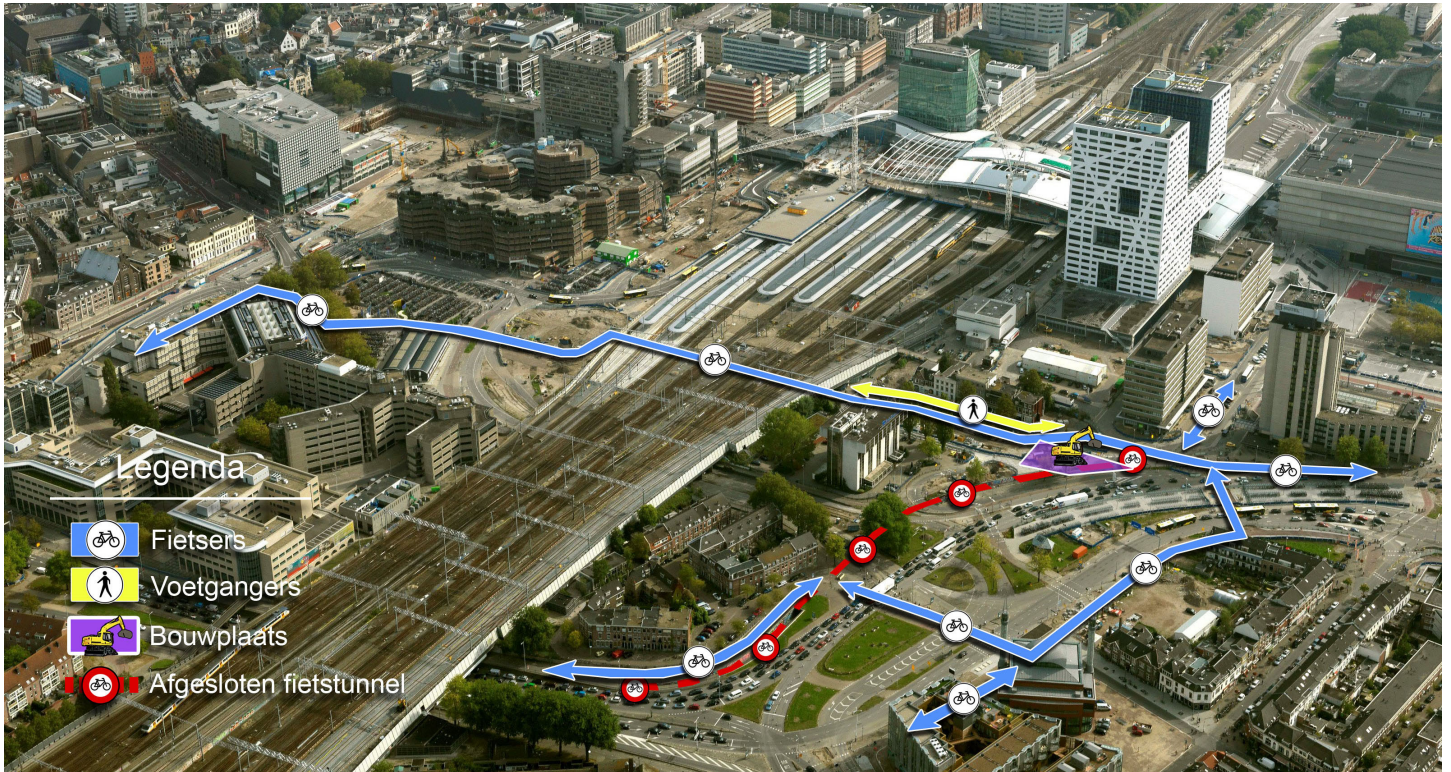 Legenda
Fietsers
Voetgangers
Bouwplaats
Afgesloten fietstunnel